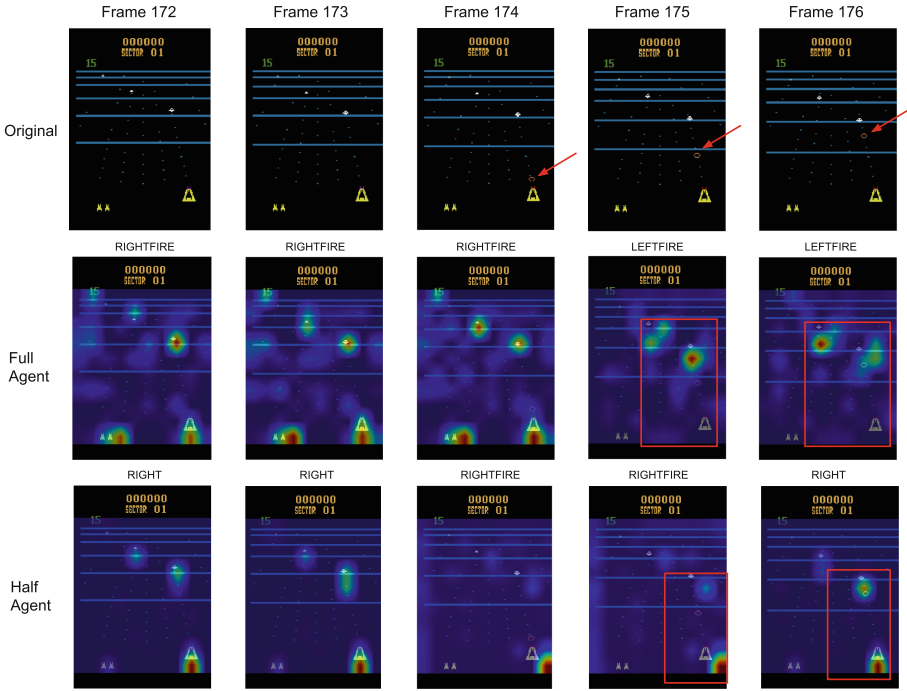 Frame 172 Frame 173 Frame 174 Frame 175 Frame 176
Original
000000 000000 000000 000000 000000
SECTOR 01 SECTOR 01 SECTOR 01 SECTOR 01 SECTOR 01
15 15 15 15 15
RIGHTFIRE RIGHTFIRE RIGHTFIRE LEFTFIRE LEFTFIRE
Full
Agent
000000 000000 000000 000000 000000
SECTOR 01 SECTOR 01 SECTOR 01 SECTOR 01 SECTOR 01
15 15 15 15 15
RIGHT RIGHT RIGHTFIRE RIGHTFIRE RIGHT
Half
Agent
000000 000000 000000 000000 000000
SECTOR 01 SECTOR 01 SECTOR 01 SECTOR 01 SECTOR 01
15 15 15 15 15